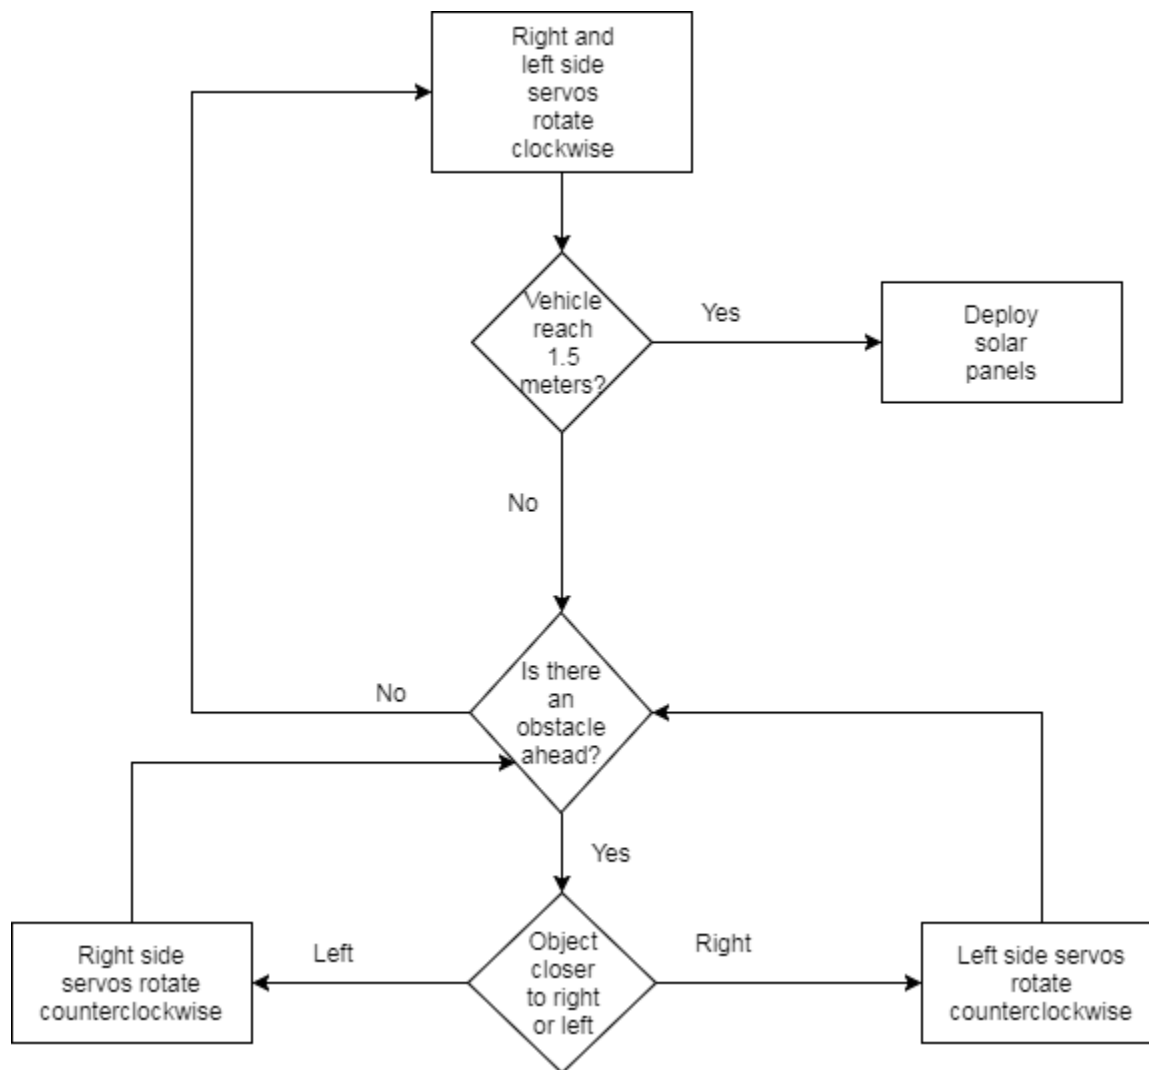 Right and
left side
servos
rotate
clockwise
Vehicle
reach
1.5
meters?
Yes
Deploy
solar
panels
No
Is there
an
obstacle
ahead?
No
Yes
Object
closer
to right
or left
Left
Right
Right side
servos rotate
counterclockwise
Left side servos
rotate
counterclockwise